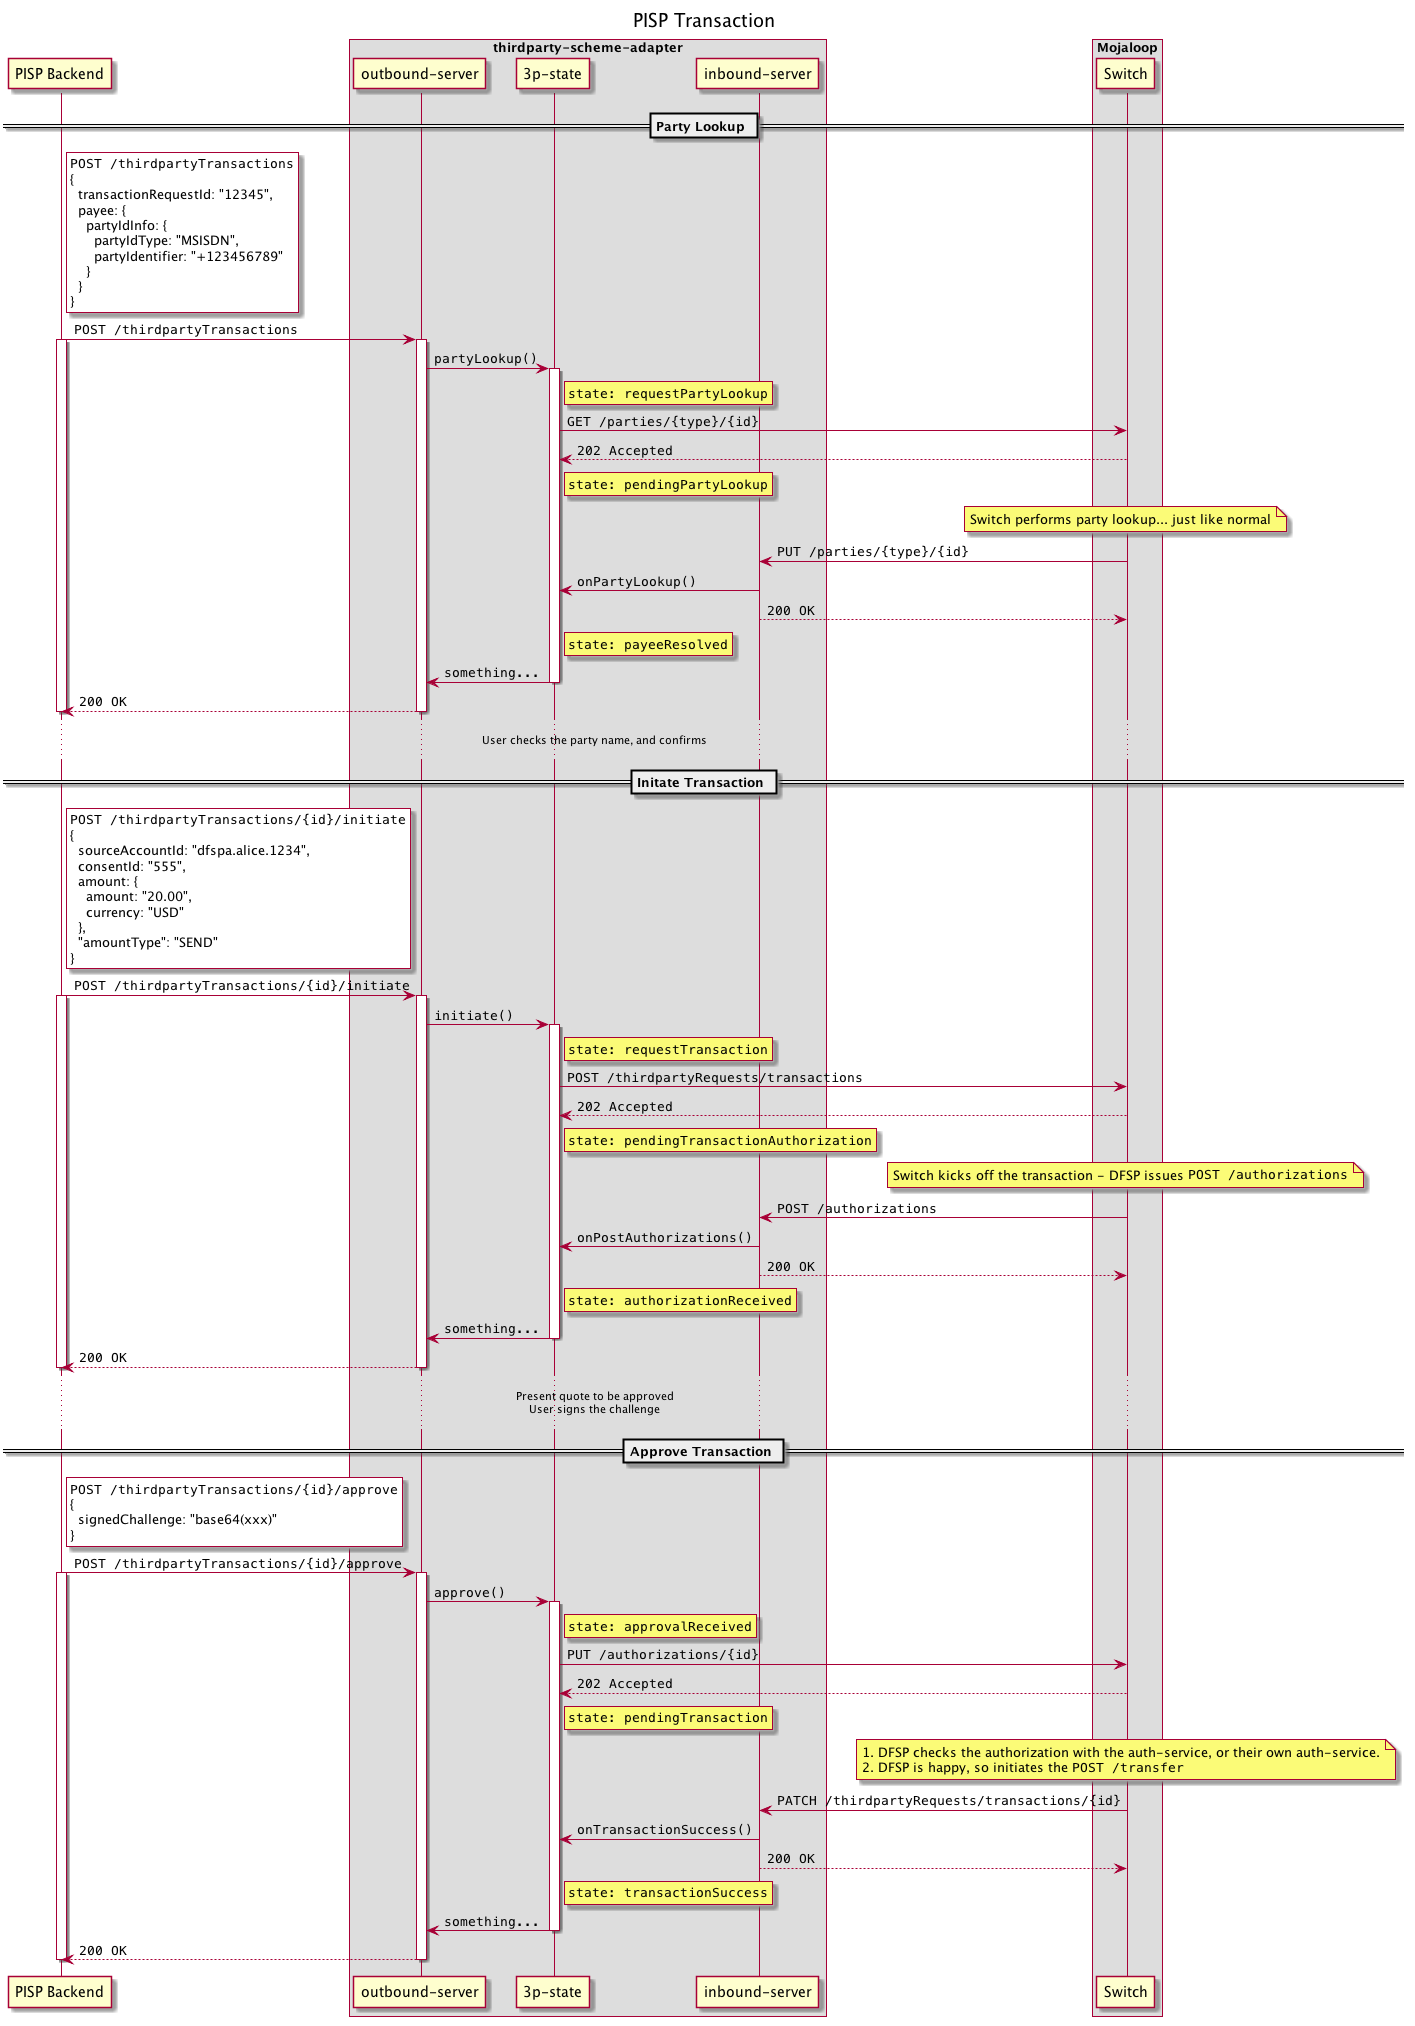 PISP Transaction
thirdparty-scheme-adapter
Mojaloop
PISP Backend
outbound-server
3p-state
inbound-server
Switch
Party Lookup
POST /thirdpartyTransactions
{
transactionRequestId: "12345",
payee: {
partyIdInfo: {
partyIdType: "MSISDN",
partyIdentifier: "+123456789"
}
}
}
POST /thirdpartyTransactions
partyLookup()
state: requestPartyLookup
GET /parties/{type}/{id}
202 Accepted
state: pendingPartyLookup
Switch performs party lookup... just like normal
PUT /parties/{type}/{id}
onPartyLookup()
200 OK
state: payeeResolved
something...
200 OK
User checks the party name, and confirms
Initate Transaction
POST /thirdpartyTransactions/{id}/initiate
{
sourceAccountId: "dfspa.alice.1234",
consentId: "555",
amount: {
amount: "20.00",
currency: "USD"
},
"amountType": "SEND"
}
POST /thirdpartyTransactions/{id}/initiate
initiate()
state: requestTransaction
POST /thirdpartyRequests/transactions
202 Accepted
state: pendingTransactionAuthorization
Switch kicks off the transaction - DFSP issues POST /authorizations
POST /authorizations
onPostAuthorizations()
200 OK
state: authorizationReceived
something...
200 OK
Present quote to be approved
User signs the challenge
Approve Transaction
POST /thirdpartyTransactions/{id}/approve
{
signedChallenge: "base64(xxx)"
}
POST /thirdpartyTransactions/{id}/approve
approve()
state: approvalReceived
PUT /authorizations/{id}
202 Accepted
state: pendingTransaction
1. DFSP checks the authorization with the auth-service, or their own auth-service.
2. DFSP is happy, so initiates the POST /transfer
PATCH /thirdpartyRequests/transactions/{id}
onTransactionSuccess()
200 OK
state: transactionSuccess
something...
200 OK
PISP Backend
outbound-server
3p-state
inbound-server
Switch